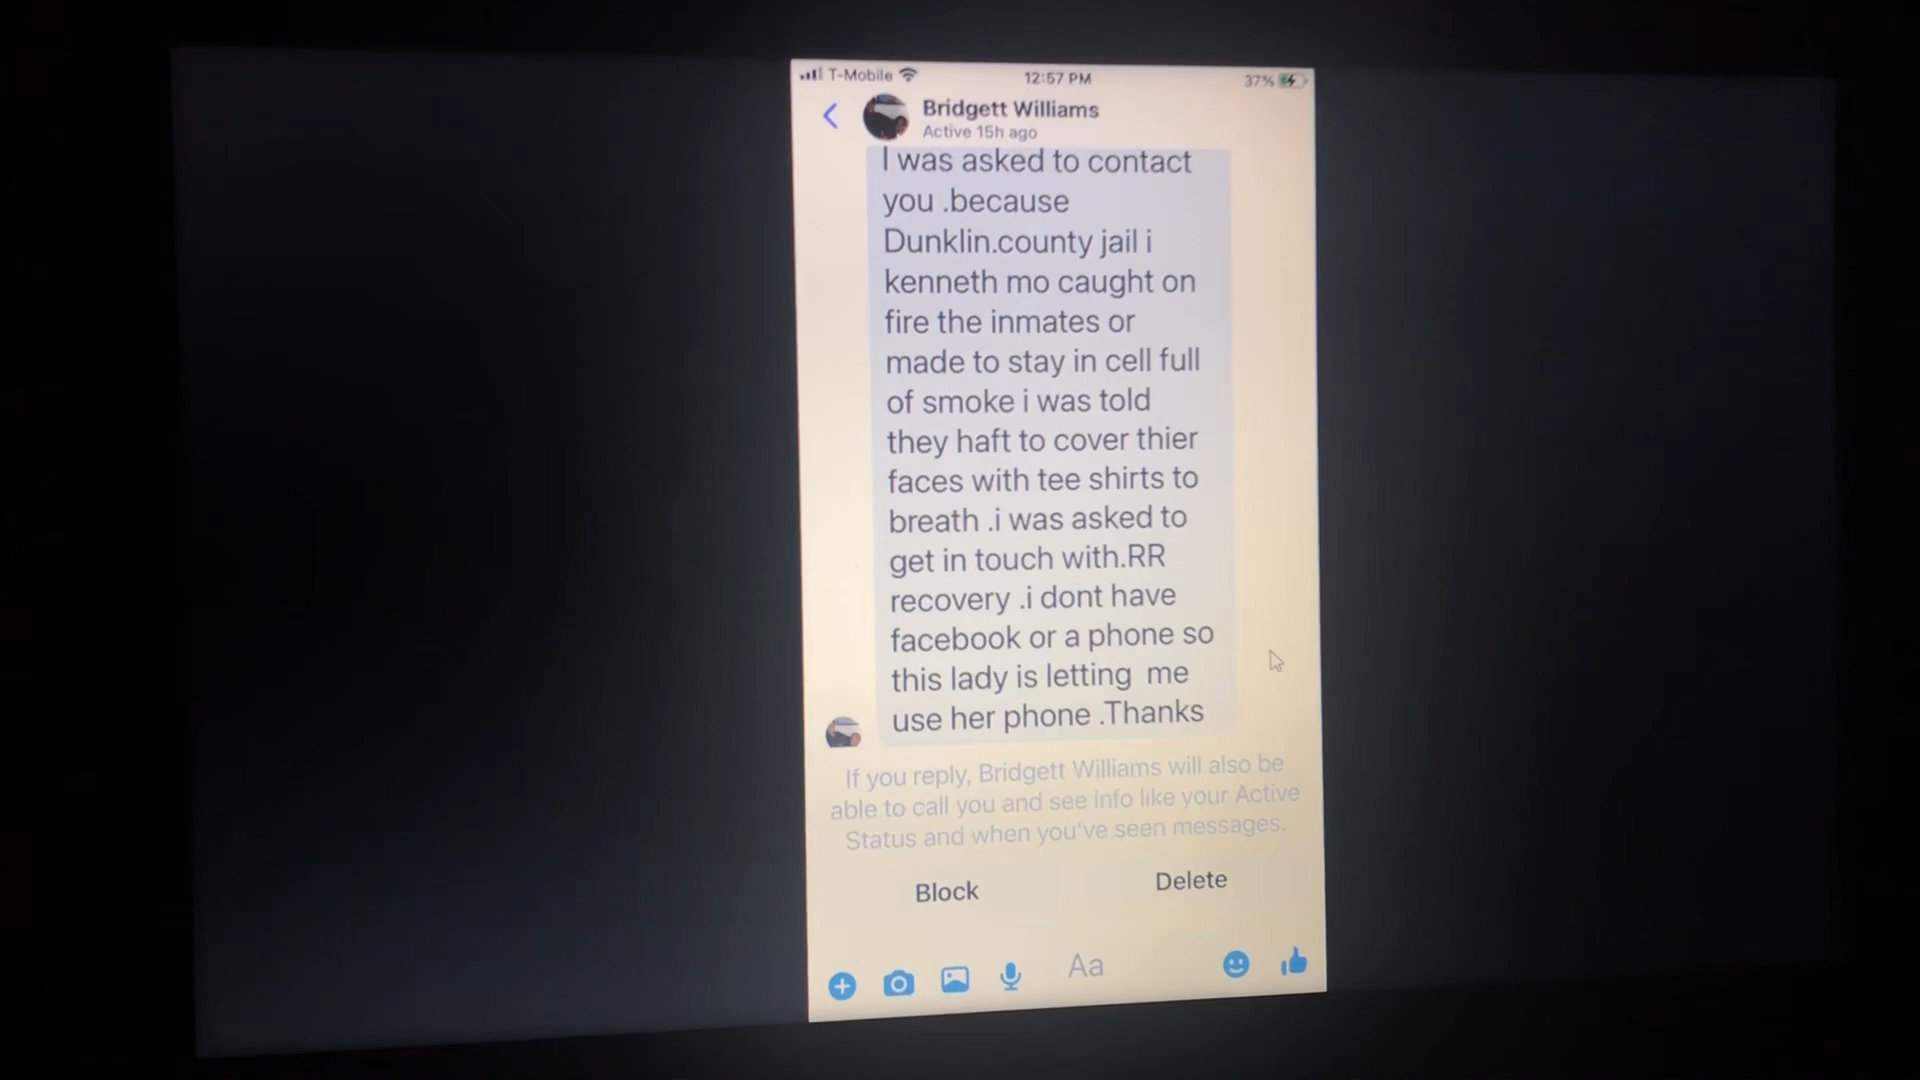 T-Mobile
12:57 PM
37%
Bridgett Williams
Active 15h ago
I was asked to contact
you .because
Dunklin.county jail i
kenneth mo caught on
fire the inmates or
made to stay in cell full
of smoke i was told
they haft to cover thier
faces with tee shirts to
breath .i was asked to
get in touch with.RR
recovery .i dont have
facebook or a phone so
this lady is letting  me
use her phone .Thanks
If you reply, Bridgett Williams will also be
able to call you and see info like your Active
Status and when you've seen messages.
Block
Delete
Aa